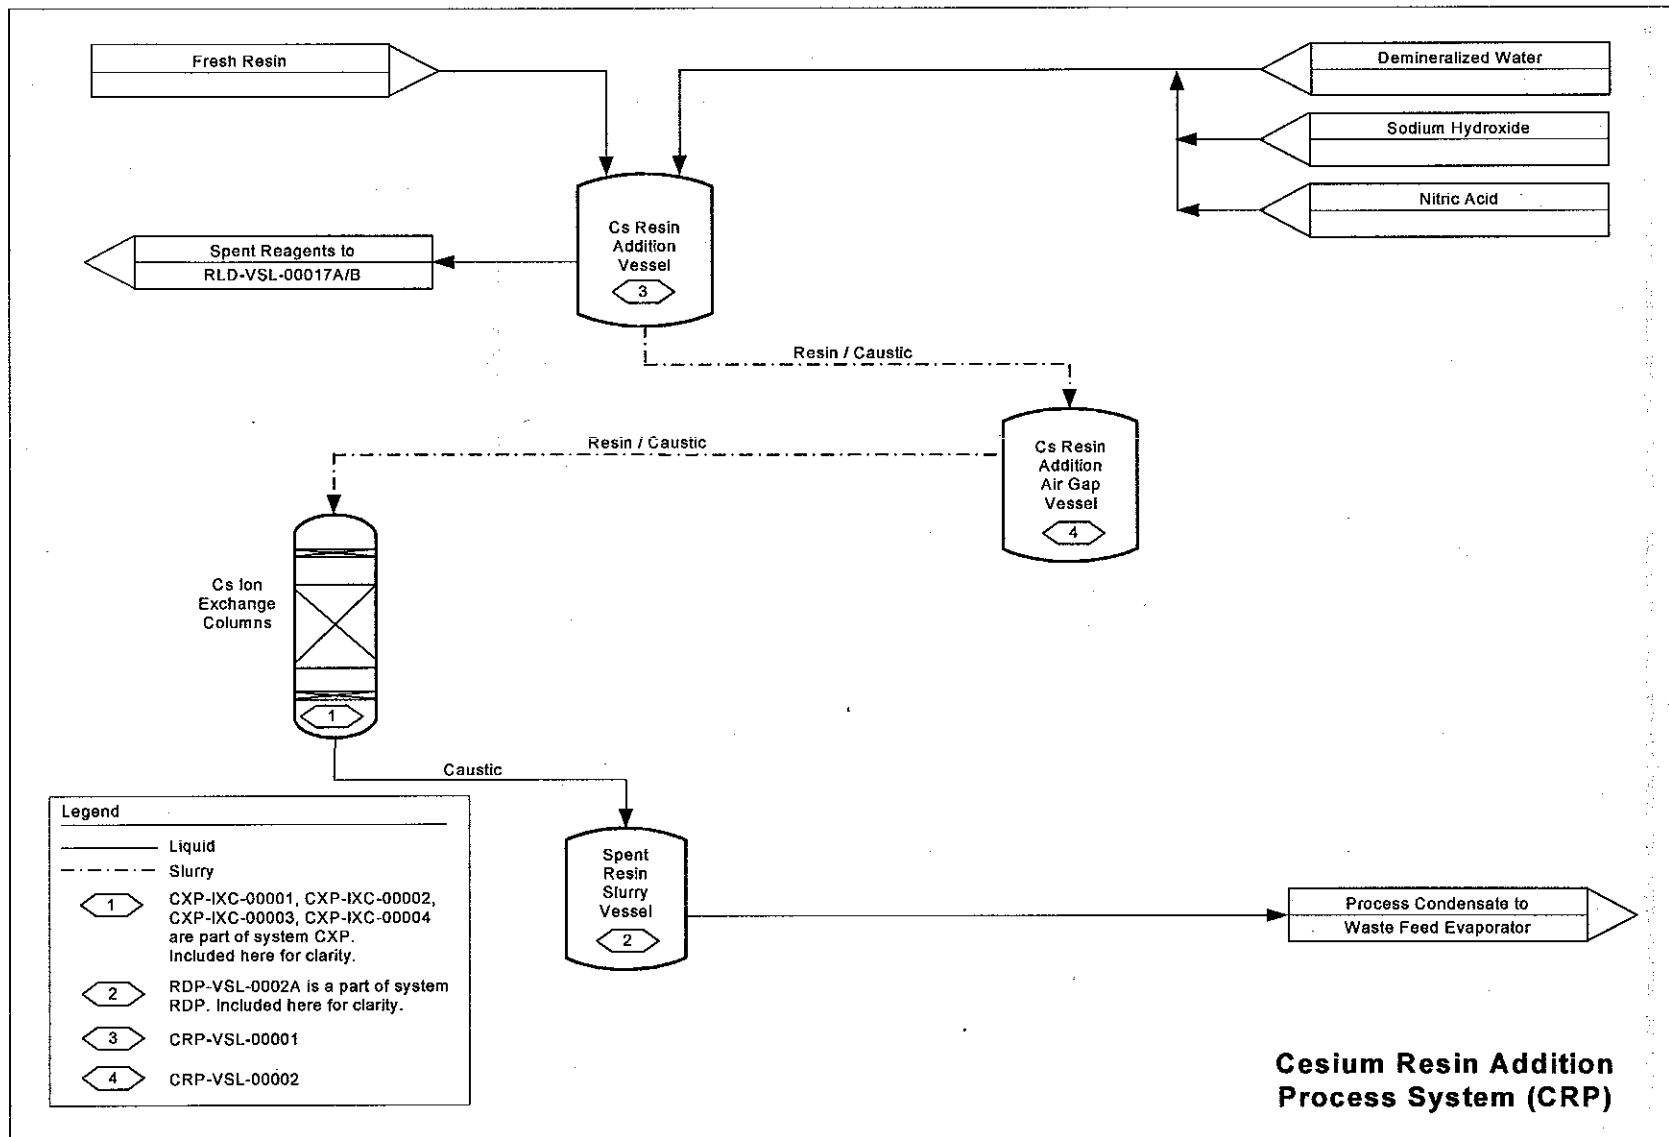 Fresh Resin
Demineralized Water
Sodium Hydroxide
Nitric Acid
Cs Resin
Addition
Vessel
3
Spent Reagents to
RLD-VSL-00017A/B
Resin / Caustic
Resin / Caustic
Cs Resin
Addition
Air Gap
Vessel
4
Cs Ion
Exchange
Columns
1
Caustic
Spent
Resin
Slurry
Vessel
2
Process Condensate to
Waste Feed Evaporator
Legend
Liquid
Slurry
1
CXP-IXC-00001, CXP-IXC-00002,
CXP-IXC-00003, CXP-IXC-00004
are part of system CXP.
Included here for clarity.
2
RDP-VSL-0002A is a part of system
RDP. Included here for clarity.
3
CRP-VSL-00001
4
CRP-VSL-00002
Cesium Resin Addition
Process System (CRP)